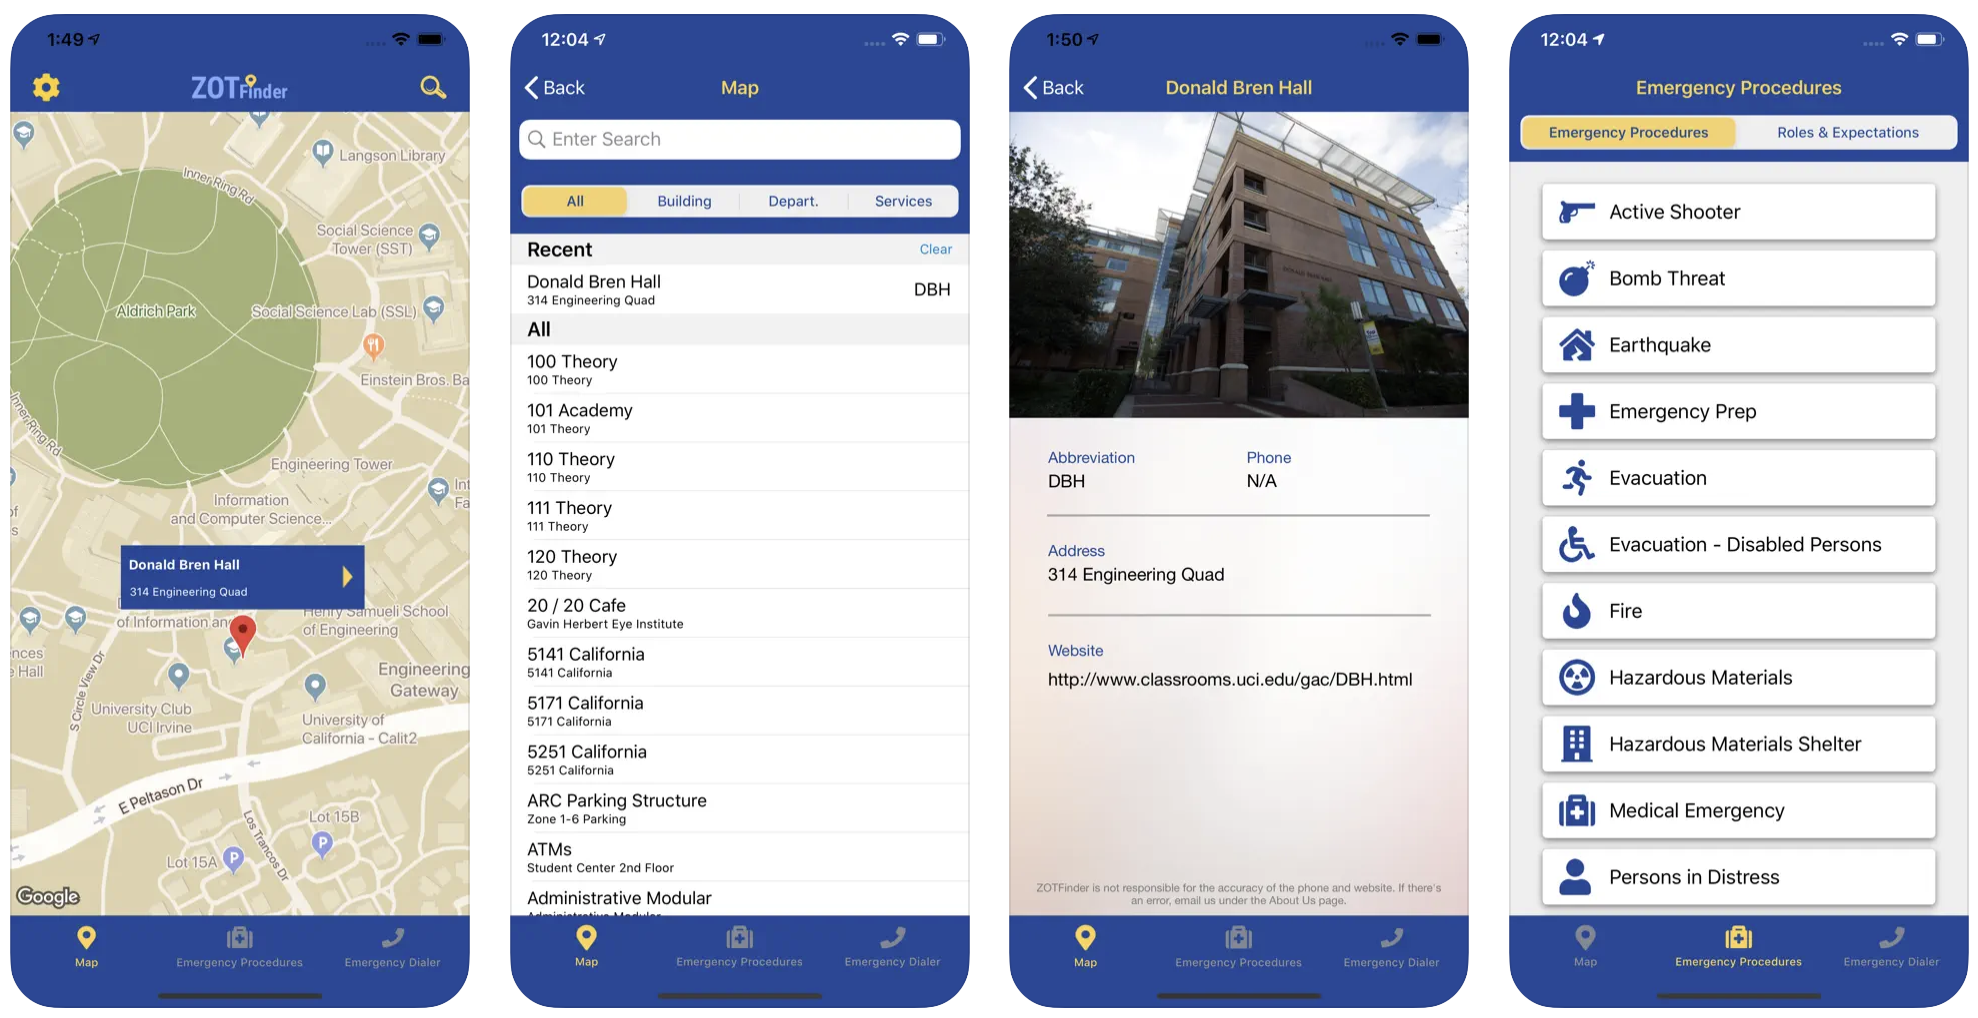 1:49
ZOTFinder
Langson Library
Inner Ring Rd
Social Science
Tower (SST)
Aldrich Park
Social Science Lab (SSL)
Einstein Bros. Ba
Inner Ring Rd
Engineering Tower
Information
and Computer Science...
Int
Fa
of
s
Donald Bren Hall
314 Engineering Quad
of Information and
Henry Samueli School
of Engineering
nces
e Hall
S Circle View Dr
Engineering
Gateway
University Club
UCI Irvine
University of
California - Calit2
E Peltason Dr
Los Trancos Dr
Lot 15B
P
Lot 15A
P
Google
Map
Emergency Procedures
Emergency Dialer
12:04
Back
Map
Enter Search
All
Building
Depart.
Services
Recent
Clear
Donald Bren Hall
314 Engineering Quad
DBH
All
100 Theory
100 Theory
101 Academy
101 Theory
110 Theory
110 Theory
111 Theory
111 Theory
120 Theory
120 Theory
20 / 20 Cafe
Gavin Herbert Eye Institute
5141 California
5141 California
5171 California
5171 California
5251 California
5251 California
ARC Parking Structure
Zone 1-6 Parking
ATMs
Student Center 2nd Floor
Administrative Modular
Administrative Modular
Map
Emergency Procedures
Emergency Dialer
1:50
Back
Donald Bren Hall
Abbreviation
DBH
Phone
N/A
Address
314 Engineering Quad
Website
http://www.classrooms.uci.edu/gac/DBH.html
ZOTFinder is not responsible for the accuracy of the phone and website. If there's
an error, email us under the About Us page.
Map
Emergency Procedures
Emergency Dialer
12:04
Emergency Procedures
Emergency Procedures
Roles & Expectations
Active Shooter
Bomb Threat
Earthquake
Emergency Prep
Evacuation
Evacuation - Disabled Persons
Fire
Hazardous Materials
Hazardous Materials Shelter
Medical Emergency
Persons in Distress
Map
Emergency Procedures
Emergency Dialer